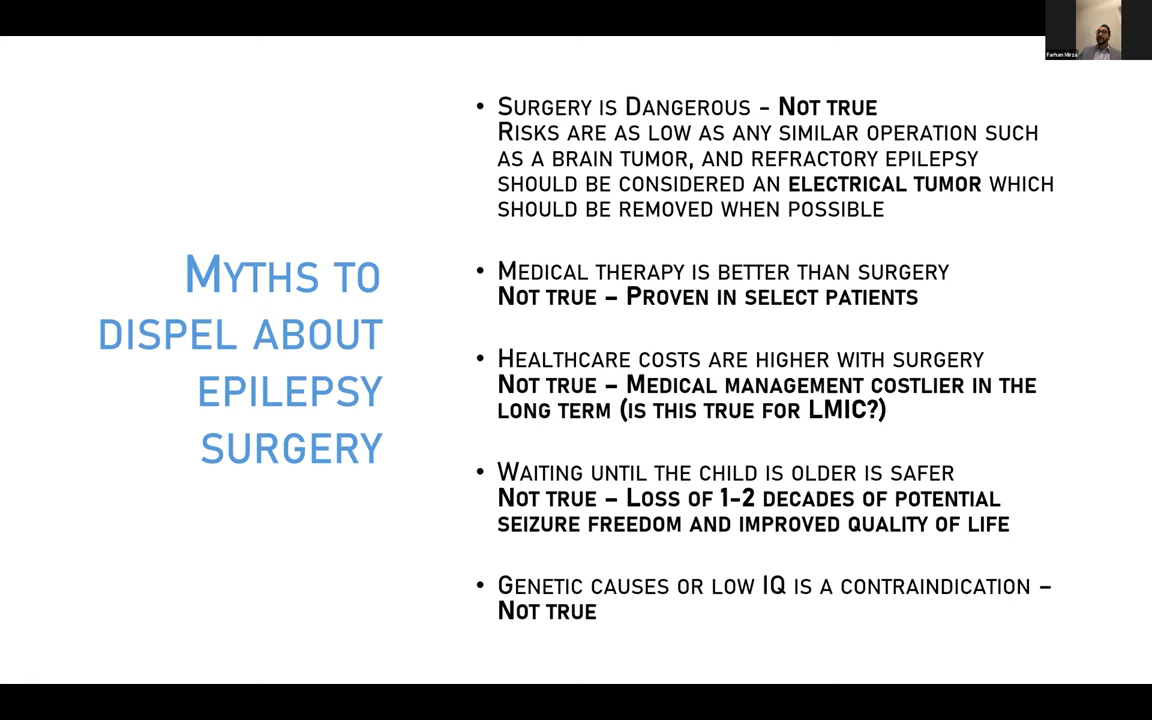 Farhan Mirza
Myths to
dispel about
epilepsy
surgery
• Surgery is Dangerous - Not true
Risks are as low as any similar operation such
as a brain tumor, and refractory epilepsy
should be considered an electrical tumor which
should be removed when possible
• Medical therapy is better than surgery
Not true – Proven in select patients
• Healthcare costs are higher with surgery
Not true – Medical management costlier in the
long term (is this true for LMIC?)
• Waiting until the child is older is safer
Not true – Loss of 1-2 decades of potential
seizure freedom and improved quality of life
• Genetic causes or low IQ is a contraindication –
Not true